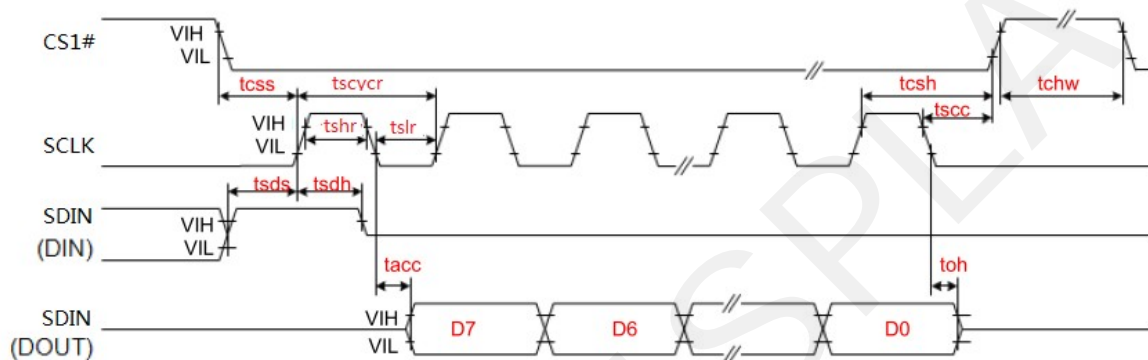 CS1#
VIH
VIL
tcss
tscycr
tcsh
tchw
tscc
SCLK
VIH
VIL
tshr
tslr
tsds
tsdh
SDIN
(DIN)
VIH
VIL
tacc
toh
SDIN
(DOUT)
VIH
VIL
D7
D6
D0